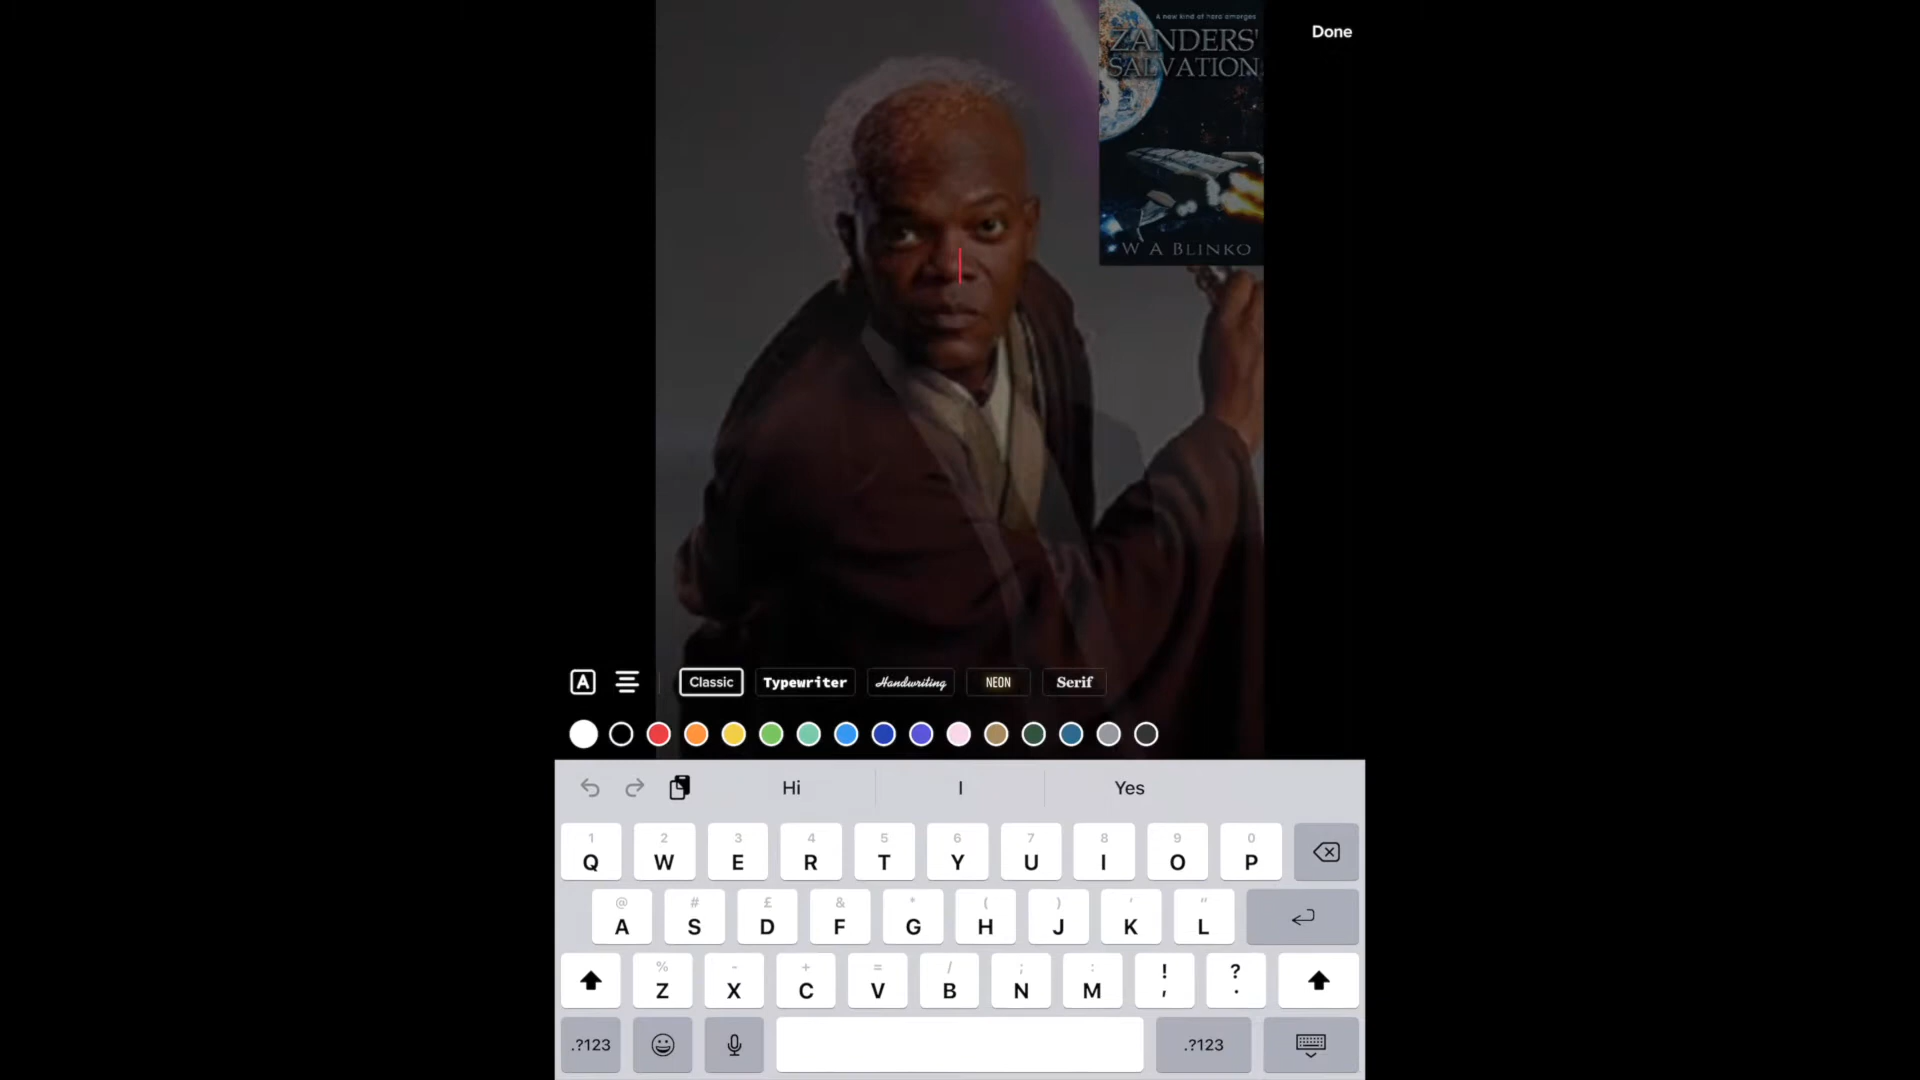 Done
A new kind of hero emerges
ZANDERS'
SALVATION
W A BLINKO
A
Classic
Typewriter
Handwriting
NEON
Serif
Hi
I
Yes
1 2 3 4 5 6 7 8 9 0
Q W E R T Y U I O P
@ # £ & * ( ) ' "
A S D F G H J K L
% - + = / ; : ! ?
Z X C V B N M , .
.?123
.?123